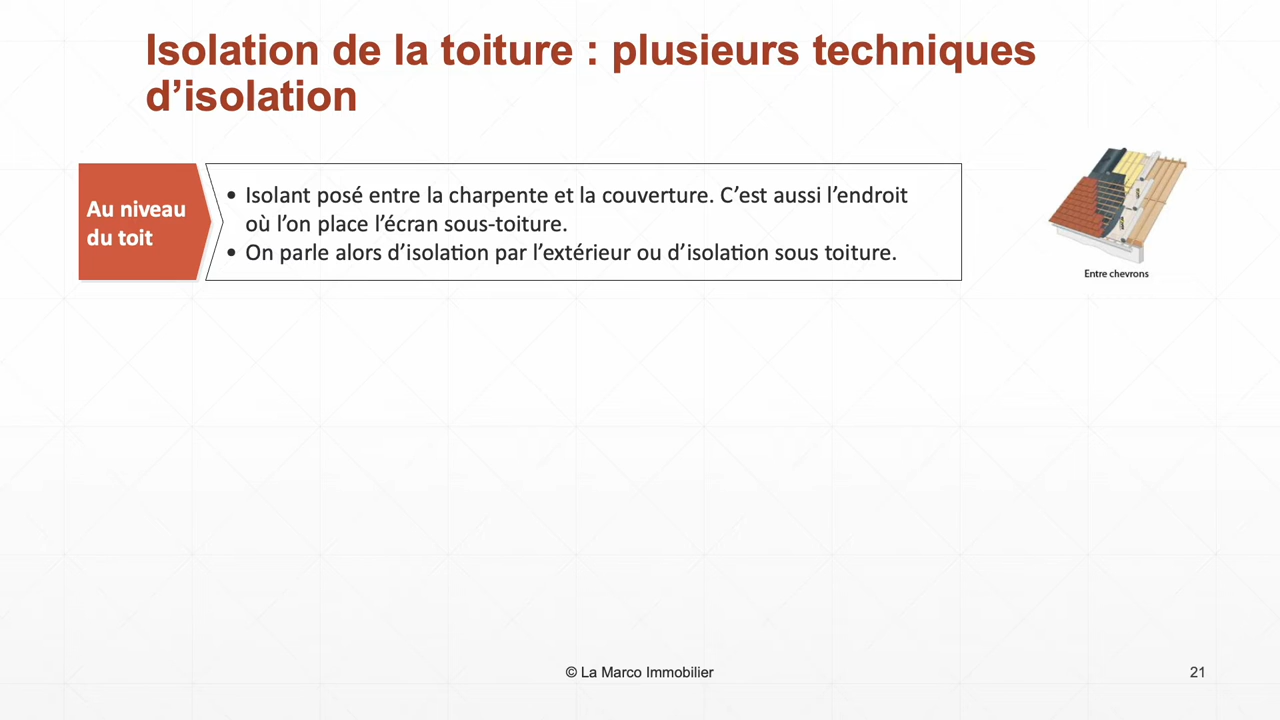 Isolation de la toiture : plusieurs techniques
d’isolation
Au niveau
du toit
• Isolant posé entre la charpente et la couverture. C’est aussi l’endroit
où l’on place l’écran sous-toiture.
• On parle alors d’isolation par l’extérieur ou d’isolation sous toiture.
Entre chevrons
© La Marco Immobilier
21